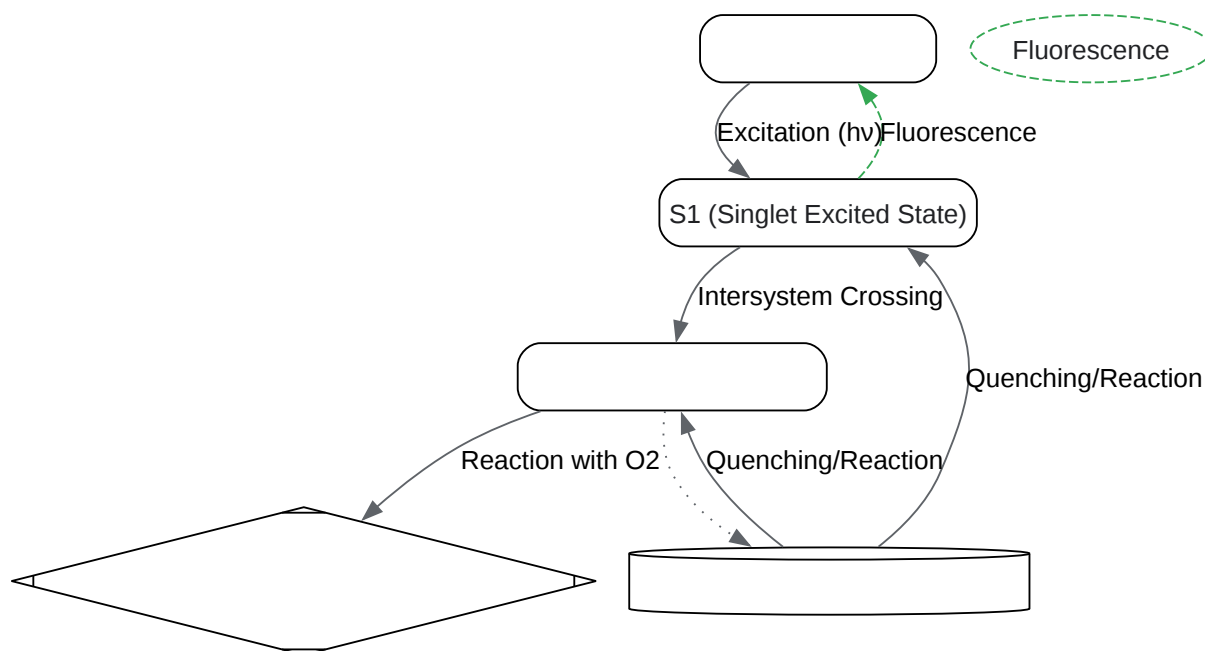 Fluorescence
Excitation (hν)
Fluorescence
S1 (Singlet Excited State)
Intersystem Crossing
Quenching/Reaction
Reaction with O2
Quenching/Reaction